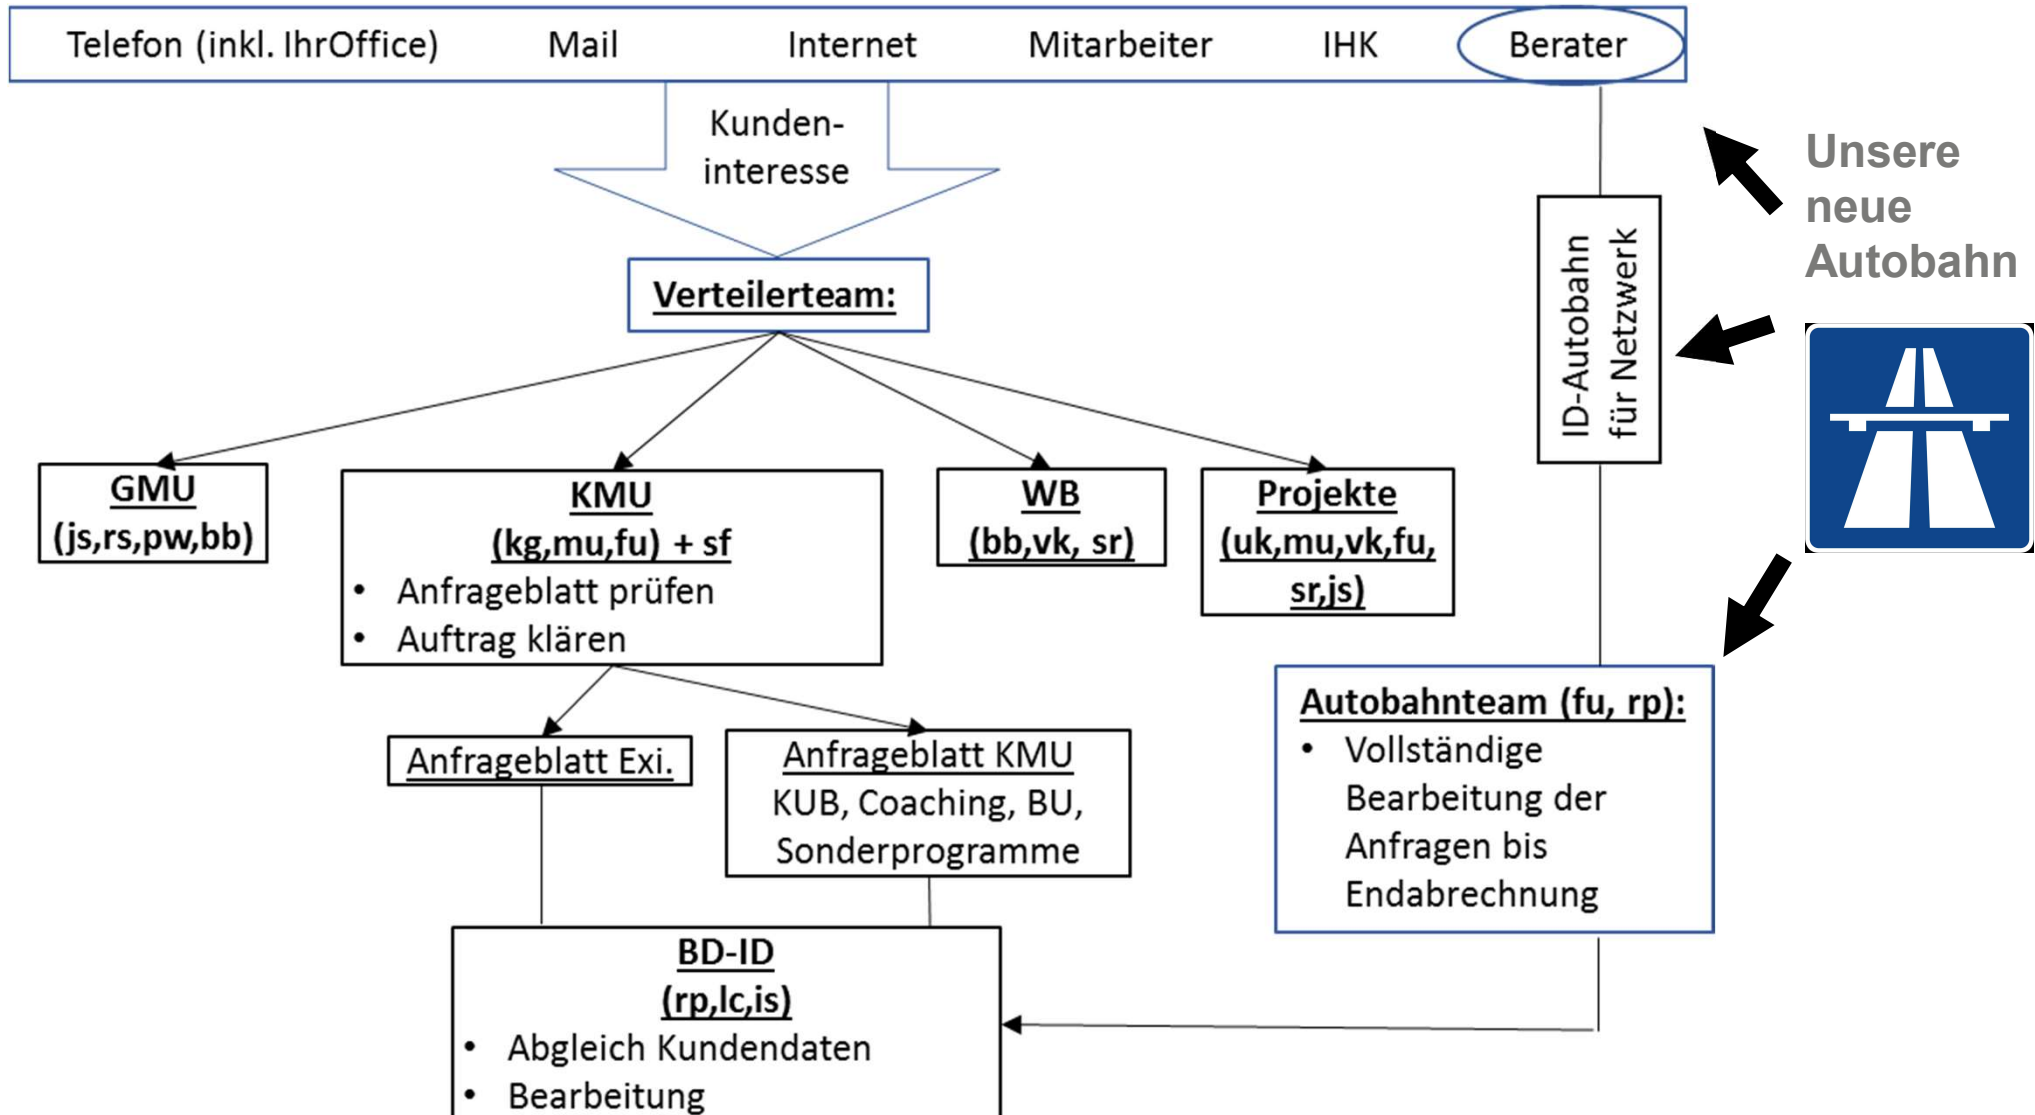 Telefon (inkl. IhrOffice) Mail Internet Mitarbeiter IHK Berater
Kunden-
interesse
Unsere
neue
Autobahn
ID-Autobahn
für Netzwerk
Verteilerteam:
GMU
(js,rs,pw,bb)
KMU
(kg,mu,fu) + sf
• Anfrageblatt prüfen
• Auftrag klären
WB
(bb,vk, sr)
Projekte
(uk,mu,vk,fu,
sr,js)
Anfrageblatt Exi.
Anfrageblatt KMU
KUB, Coaching, BU,
Sonderprogramme
Autobahnteam (fu, rp):
• Vollständige
Bearbeitung der
Anfragen bis
Endabrechnung
BD-ID
(rp,lc,is)
• Abgleich Kundendaten
• Bearbeitung